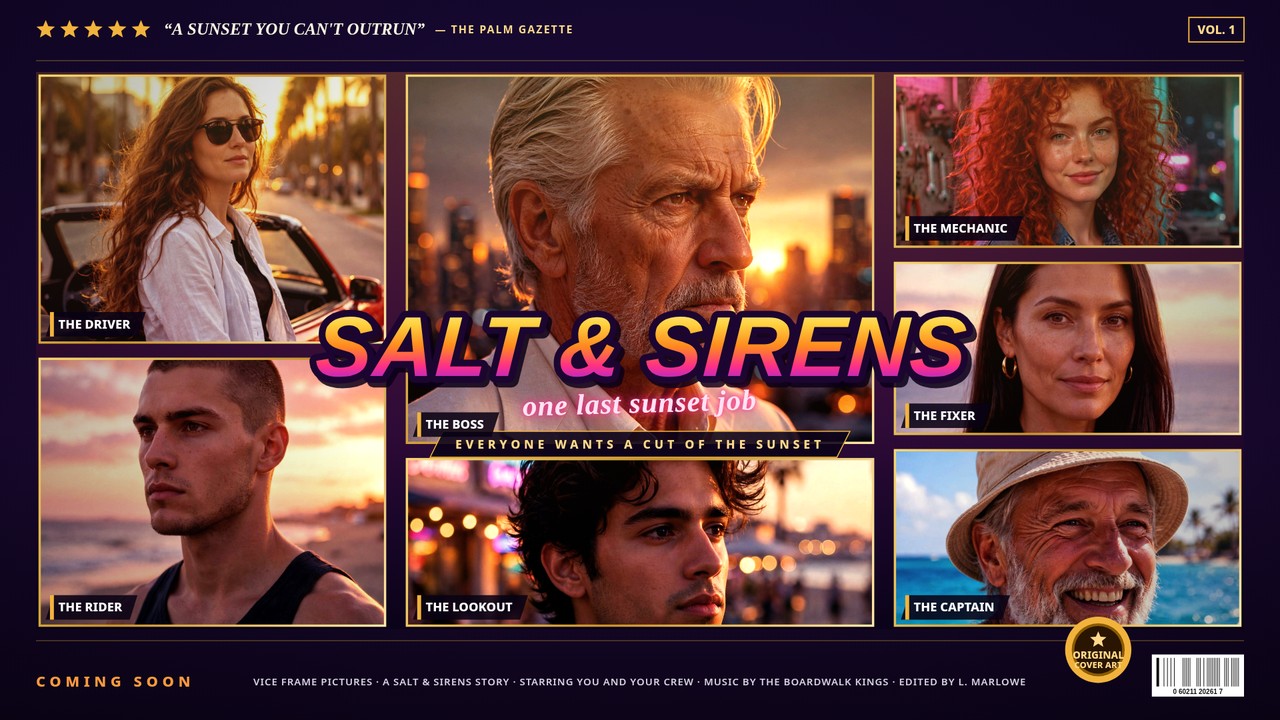 “A SUNSET YOU CAN'T OUTRUN” — THE PALM GAZETTE
VOL. 1
THE DRIVER
THE MECHANIC
SALT & SIRENS
one last sunset job
THE BOSS
THE FIXER
EVERYONE WANTS A CUT OF THE SUNSET
THE RIDER
THE LOOKOUT
THE CAPTAIN
ORIGINAL
COVER ART
COMING SOON
VICE FRAME PICTURES · A SALT & SIRENS STORY · STARRING YOU AND YOUR CREW · MUSIC BY THE BOARDWALK KINGS · EDITED BY L. MARLOWE
0 60211 20261 7